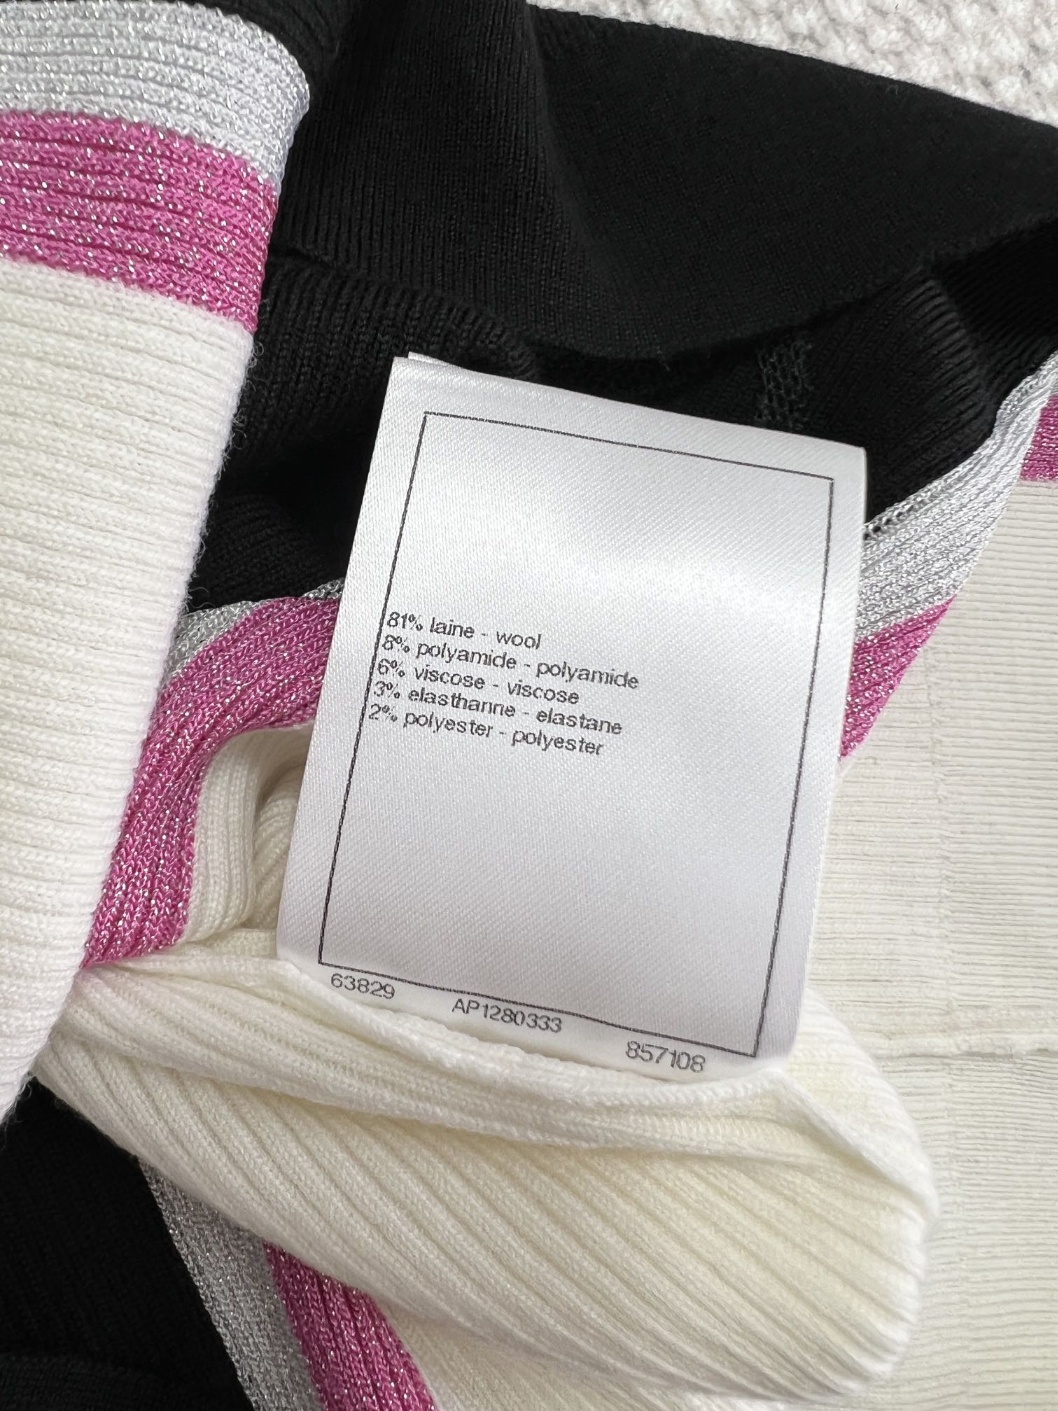 81% laine - wool
8% polyamide - polyamide
6% viscose - viscose
3% elasthanne - elastane
2% polyester - polyester
63829 AP1280333 857108